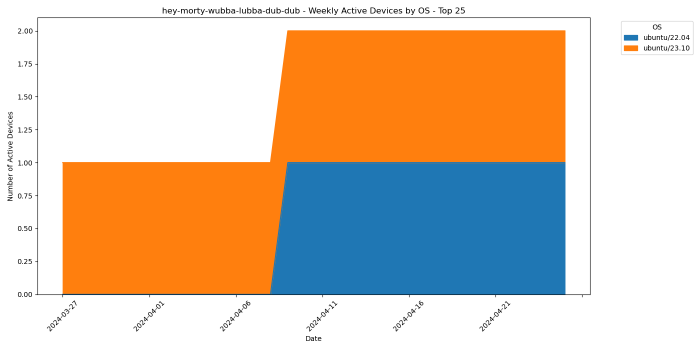 hey-morty-wubba-lubba-dub-dub - Weekly Active Devices by OS - Top 25
OS
ubuntu/22.04
ubuntu/23.10
Number of Active Devices
2.00
1.75
1.50
1.25
1.00
0.75
0.50
0.25
0.00
2024-03-27
2024-04-01
2024-04-06
2024-04-11
2024-04-16
2024-04-21
Date